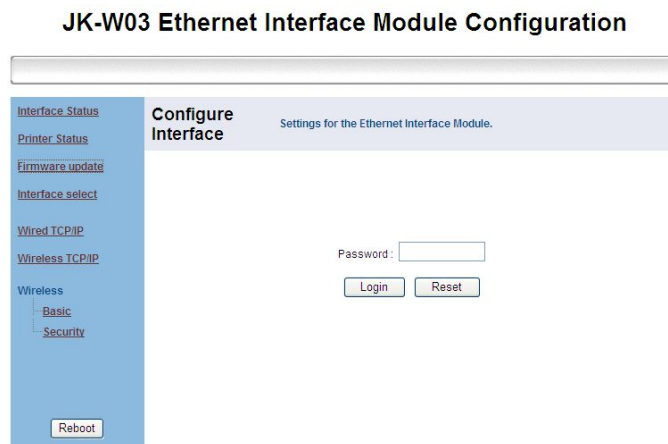 JK-W03 Ethernet Interface Module Configuration
Interface Status
Printer Status
Firmware update
Interface select
Wired TCP/IP
Wireless TCP/IP
Wireless
Basic
Security
Reboot
Configure
Interface
Settings for the Ethernet Interface Module.
Password :
Login
Reset